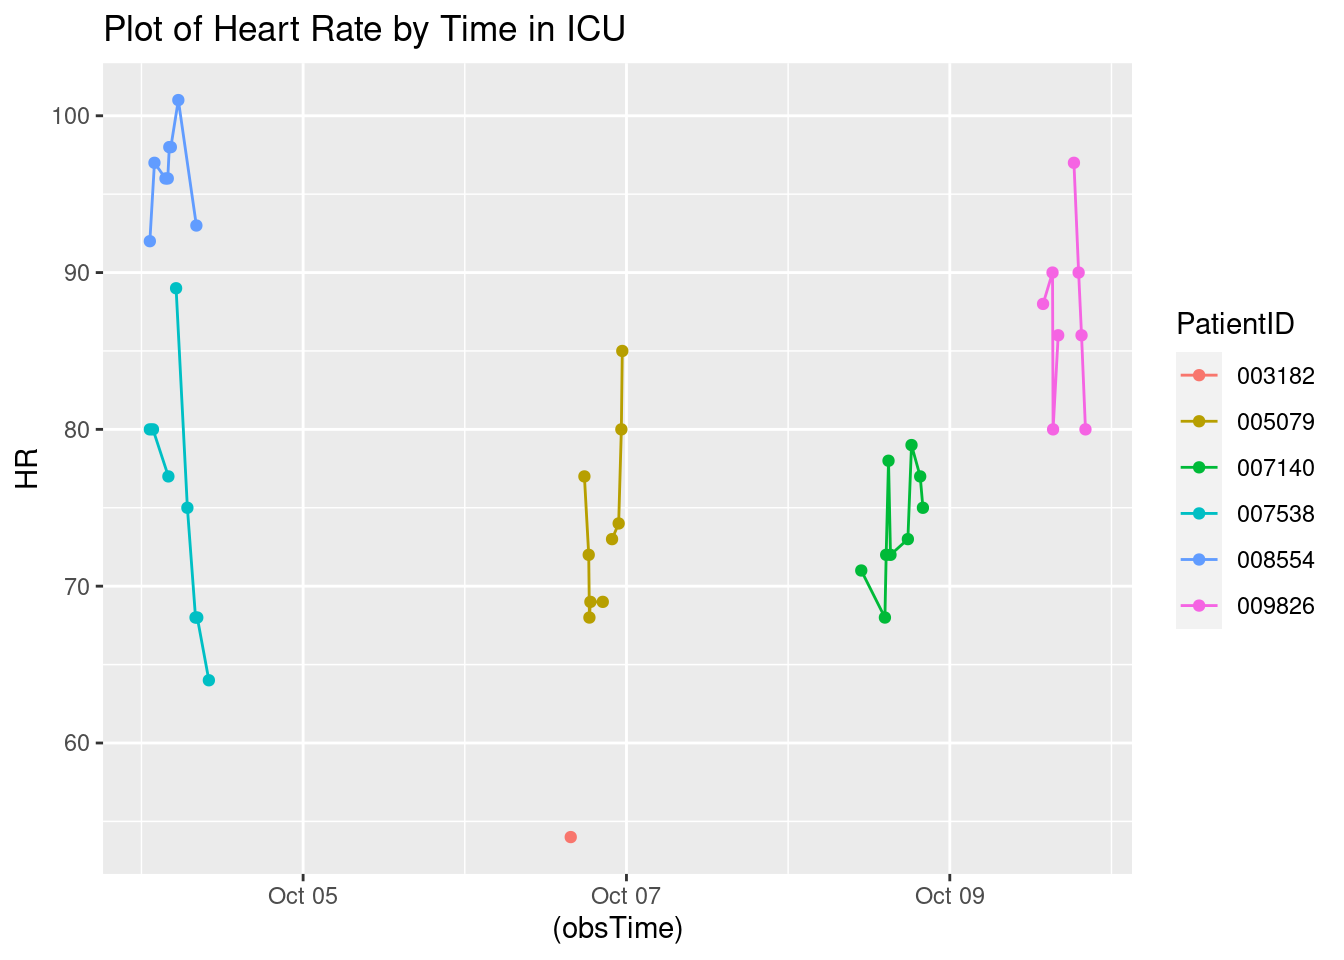 Plot of Heart Rate by Time in ICU
100
90
80
70
60
HR
Oct 05
Oct 07
Oct 09
(obsTime)
PatientID
003182
005079
007140
007538
008554
009826